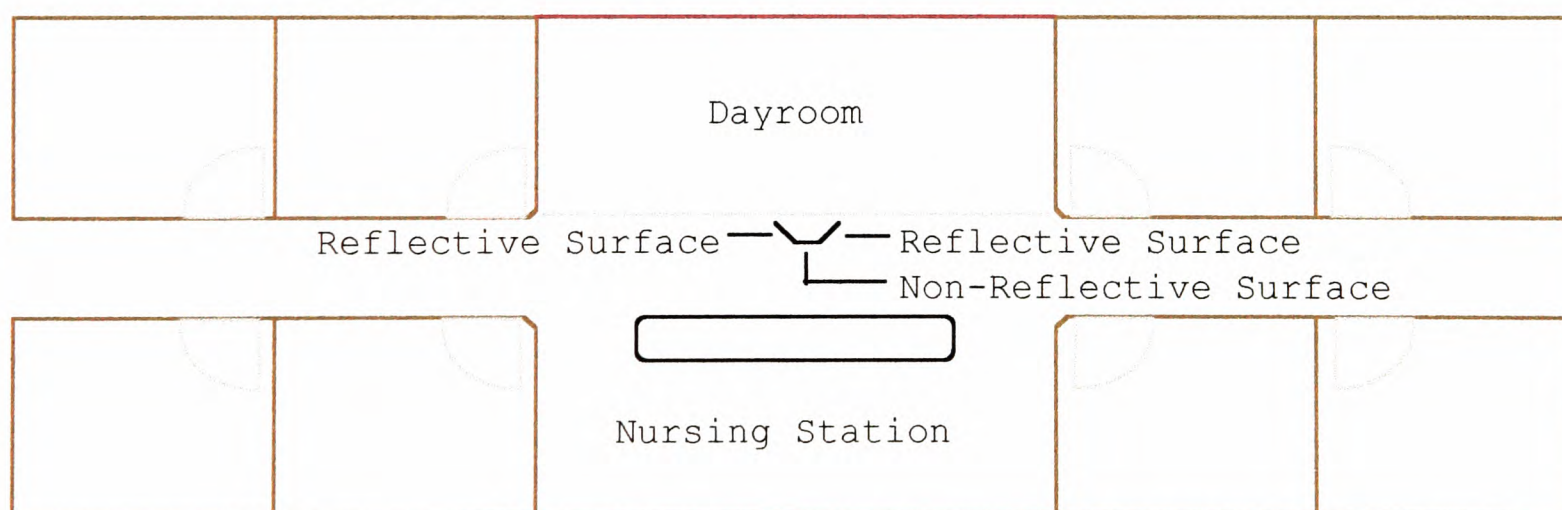 Dayroom
Reflective Surface
Reflective Surface
Non-Reflective Surface
Nursing Station